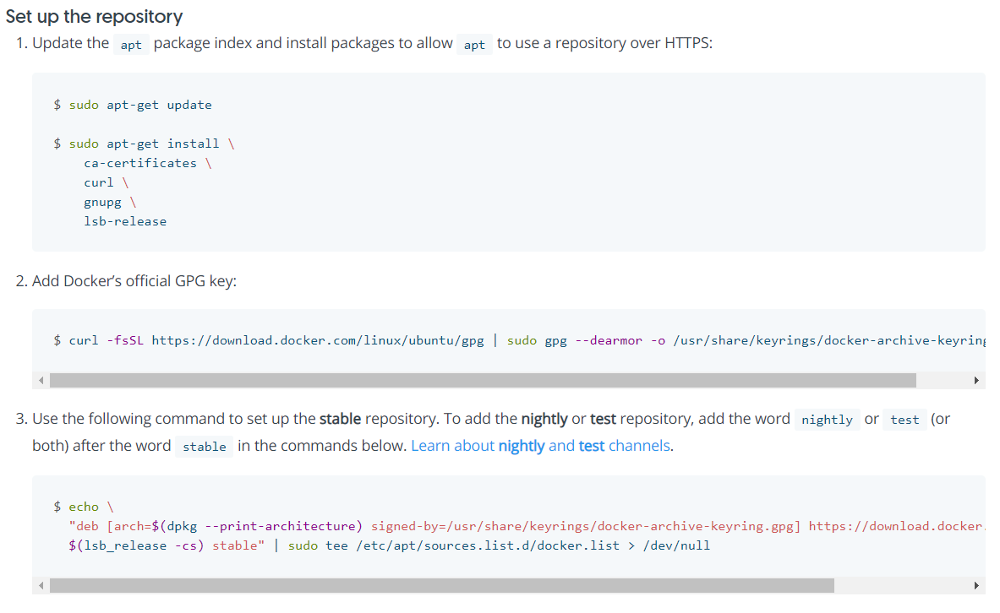 Set up the repository
1. Update the apt package index and install packages to allow apt to use a repository over HTTPS:
$ sudo apt-get update
$ sudo apt-get install \
ca-certificates \
curl \
gnupg \
lsb-release
2. Add Docker’s official GPG key:
$ curl -fsSL https://download.docker.com/linux/ubuntu/gpg | sudo gpg --dearmor -o /usr/share/keyrings/docker-archive-keyring
3. Use the following command to set up the stable repository. To add the nightly or test repository, add the word nightly or test (or
both) after the word stable in the commands below. Learn about nightly and test channels.
$ echo \
"deb [arch=$(dpkg --print-architecture) signed-by=/usr/share/keyrings/docker-archive-keyring.gpg] https://download.docker.
$(lsb_release -cs) stable" | sudo tee /etc/apt/sources.list.d/docker.list > /dev/null